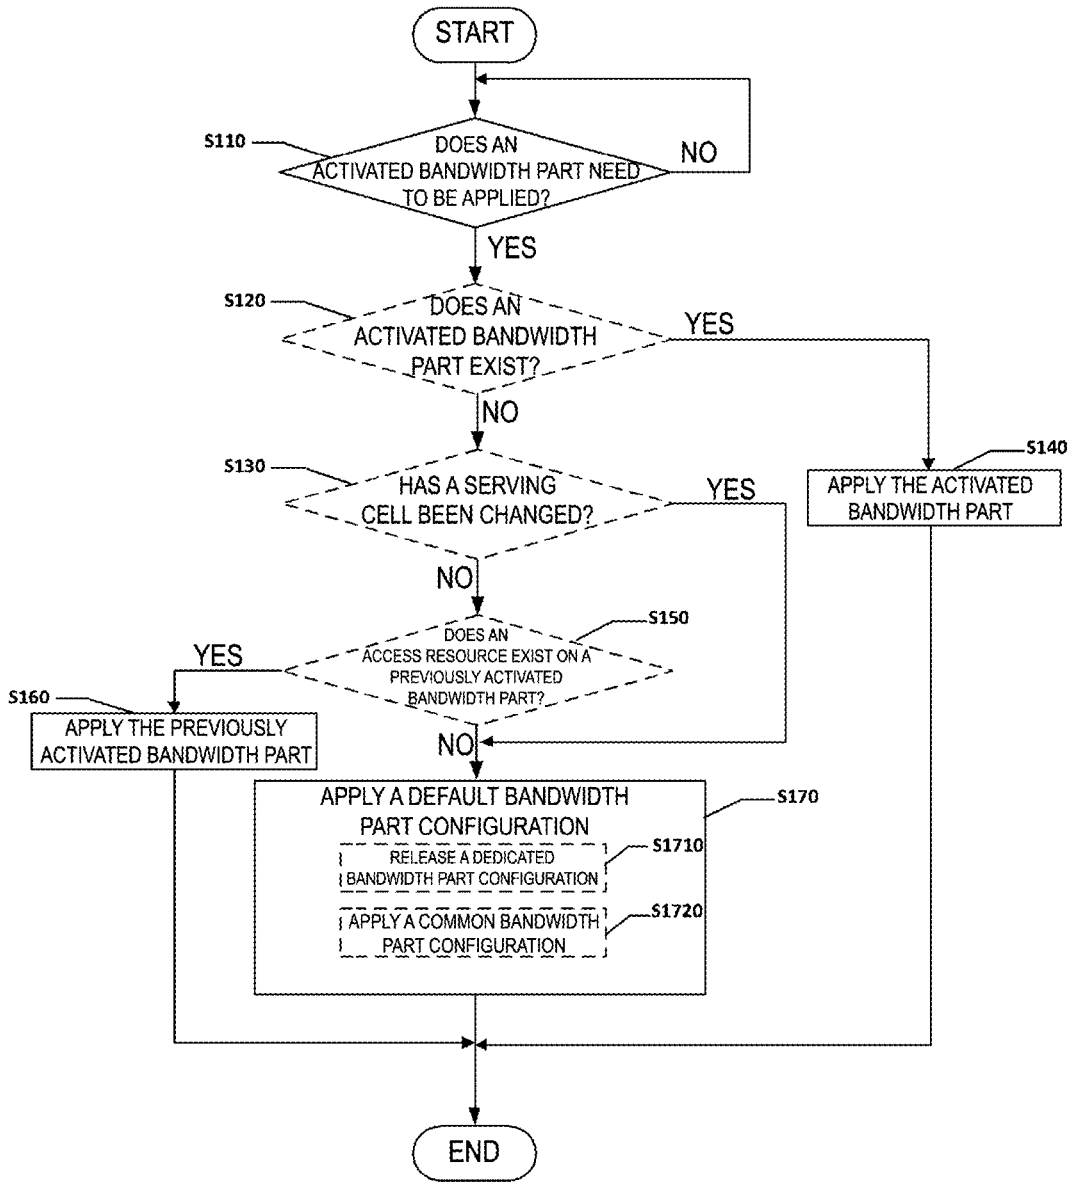 START
S110
DOES AN
ACTIVATED BANDWIDTH PART NEED
TO BE APPLIED?
NO
YES
S120
DOES AN
ACTIVATED BANDWIDTH
PART EXIST?
YES
NO
S130
HAS A SERVING
CELL BEEN CHANGED?
YES
S140
APPLY THE ACTIVATED
BANDWIDTH PART
NO
S150
DOES AN
ACCESS RESOURCE EXIST ON A
PREVIOUSLY ACTIVATED
BANDWIDTH PART?
YES
S160
APPLY THE PREVIOUSLY
ACTIVATED BANDWIDTH PART
NO
S170
APPLY A DEFAULT BANDWIDTH
PART CONFIGURATION
S1710
RELEASE A DEDICATED
BANDWIDTH PART CONFIGURATION
S1720
APPLY A COMMON BANDWIDTH
PART CONFIGURATION
END